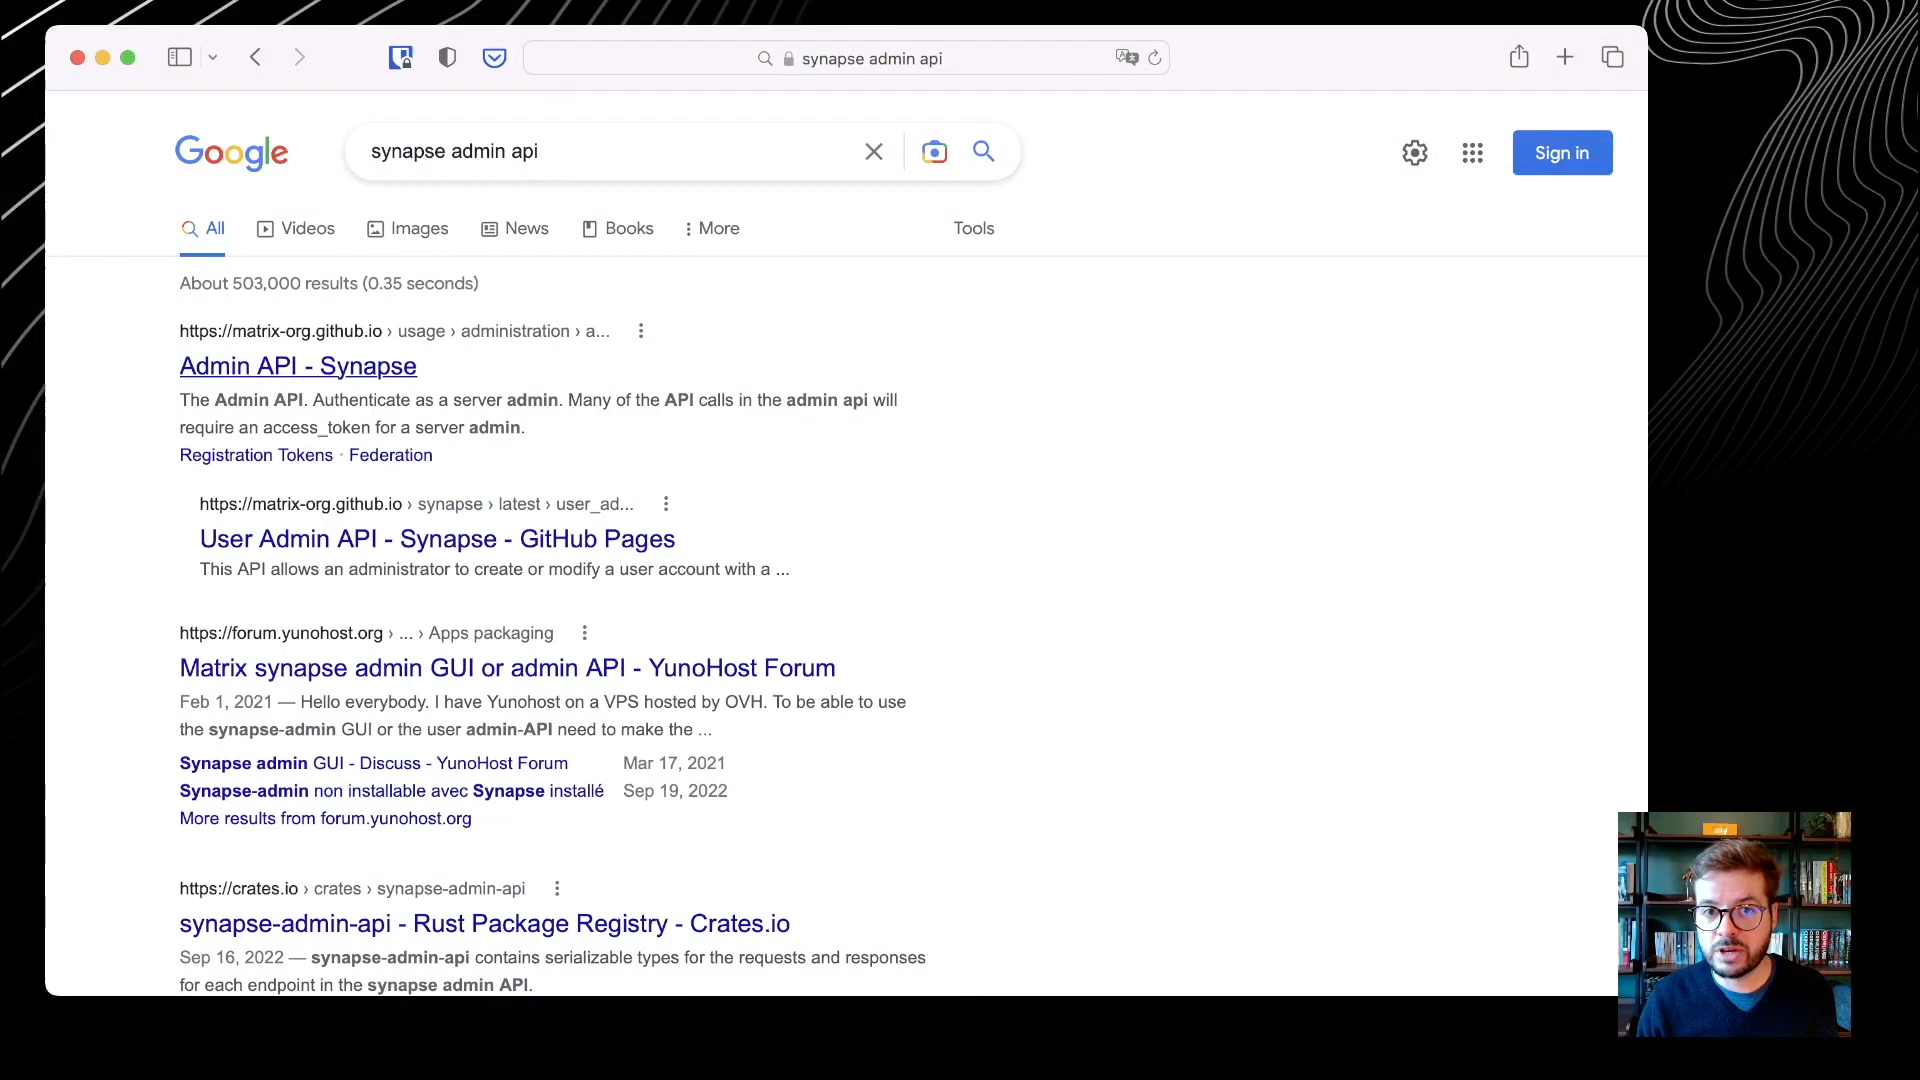 synapse admin api
Google
synapse admin api
Sign in
All
Videos
Images
News
Books
More
Tools
About 503,000 results (0.35 seconds)
https://matrix-org.github.io › usage › administration › a...
Admin API - Synapse
The Admin API. Authenticate as a server admin. Many of the API calls in the admin api will
require an access_token for a server admin.
Registration Tokens · Federation
https://matrix-org.github.io › synapse › latest › user_ad...
User Admin API - Synapse - GitHub Pages
This API allows an administrator to create or modify a user account with a ...
https://forum.yunohost.org › ... › Apps packaging
Matrix synapse admin GUI or admin API - YunoHost Forum
Feb 1, 2021 — Hello everybody. I have Yunohost on a VPS hosted by OVH. To be able to use
the synapse-admin GUI or the user admin-API need to make the ...
Synapse admin GUI - Discuss - YunoHost Forum Mar 17, 2021
Synapse-admin non installable avec Synapse installé Sep 19, 2022
More results from forum.yunohost.org
https://crates.io › crates › synapse-admin-api
synapse-admin-api - Rust Package Registry - Crates.io
Sep 16, 2022 — synapse-admin-api contains serializable types for the requests and responses
for each endpoint in the synapse admin API.